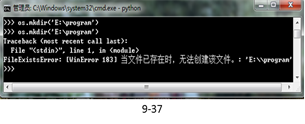 管理员: C:\Windows\system32\cmd.exe - python
>>> os.mkdir('E:\program')
>>> os.mkdir('E:\program')
Traceback (most recent call last):
  File "<stdin>", line 1, in <module>
FileExistsError: [WinError 183] 当文件已存在时，无法创建该文件。: 'E:\\program'
>>>
9-37